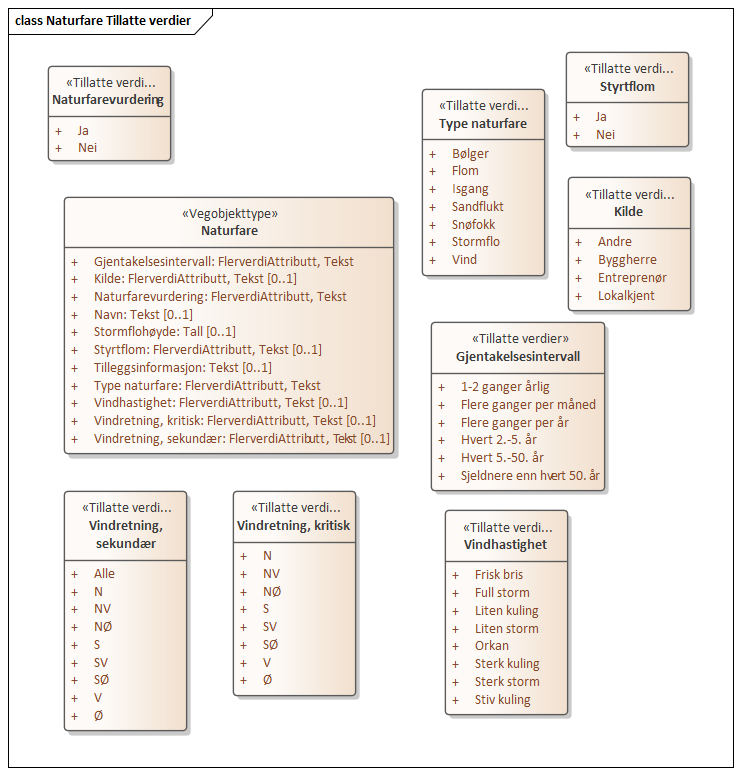 class Naturfare Tillatte verdier
«Tillatte verdi...
Naturfarevurdering
+ Ja
+ Nei
«Tillatte verdi...
Type naturfare
+ Bølger
+ Flom
+ Isgang
+ Sandflukt
+ Snøfokk
+ Stormflo
+ Vind
«Tillatte verdi...
Styrtflom
+ Ja
+ Nei
«Tillatte verdi...
Kilde
+ Andre
+ Byggherre
+ Entreprenør
+ Lokalkjent
«Vegobjekttype»
Naturfare
+ Gjentakelsesintervall: FlerverdiAttributt, Tekst
+ Kilde: FlerverdiAttributt, Tekst [0..1]
+ Naturfarevurdering: FlerverdiAttributt, Tekst
+ Navn: Tekst [0..1]
+ Stormflohøyde: Tall [0..1]
+ Styrtflom: FlerverdiAttributt, Tekst [0..1]
+ Tilleggsinformasjon: Tekst [0..1]
+ Type naturfare: FlerverdiAttributt, Tekst
+ Vindhastighet: FlerverdiAttributt, Tekst [0..1]
+ Vindretning, kritisk: FlerverdiAttributt, Tekst [0..1]
+ Vindretning, sekundær: FlerverdiAttributt, Tekst [0..1]
«Tillatte verdier»
Gjentakelsesintervall
+ 1-2 ganger årlig
+ Flere ganger per måned
+ Flere ganger per år
+ Hvert 2.-5. år
+ Hvert 5.-50. år
+ Sjeldnere enn hvert 50. år
«Tillatte verdi...
Vindretning,
sekundær
+ Alle
+ N
+ NV
+ NØ
+ S
+ SV
+ SØ
+ V
+ Ø
«Tillatte verdi...
Vindretning, kritisk
+ N
+ NV
+ NØ
+ S
+ SV
+ SØ
+ V
+ Ø
«Tillatte verdi...
Vindhastighet
+ Frisk bris
+ Full storm
+ Liten kuling
+ Liten storm
+ Orkan
+ Sterk kuling
+ Sterk storm
+ Stiv kuling